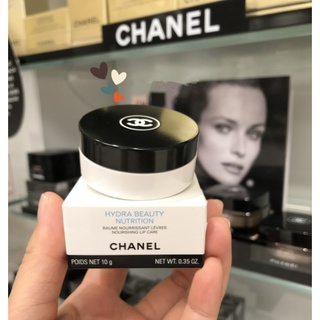 CHANEL
HYDRA BEAUTY
NUTRITION
BAUME NOURRISSANT LÈVRES
NOURISHING LIP CARE
CHANEL
POIDS NET 10 g
NET WT. 0.35 OZ.